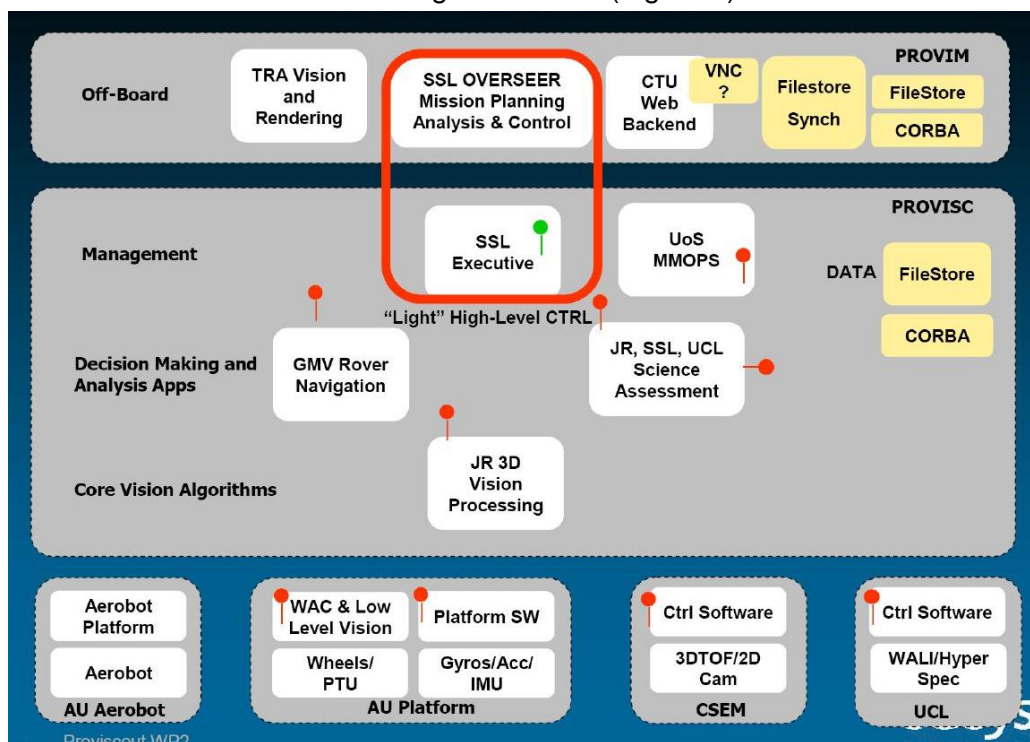 Off-Board
TRA Vision
and
Rendering
SSL OVERSEER
Mission Planning
Analysis & Control
CTU
Web
Backend
VNC
?
Filestore
Synch
PROVIM
FileStore
CORBA
PROVISC
Management
SSL
Executive
UoS
MMOPS
DATA
FileStore
CORBA
"Light" High-Level CTRL
Decision Making and
Analysis Apps
GMV Rover
Navigation
JR, SSL, UCL
Science
Assessment
Core Vision Algorithms
JR 3D
Vision
Processing
Aerobot
Platform
Aerobot
AU Aerobot
WAC & Low
Level Vision
Platform SW
Wheels/
PTU
Gyros/Acc/
IMU
AU Platform
Ctrl Software
3DTOF/2D
Cam
CSEM
Ctrl Software
WALI/Hyper
Spec
UCL